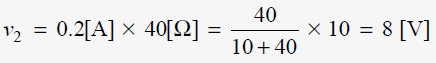 v₂ = 0.2[A] × 40[Ω] = 40/(10+40) × 10 = 8 [V]